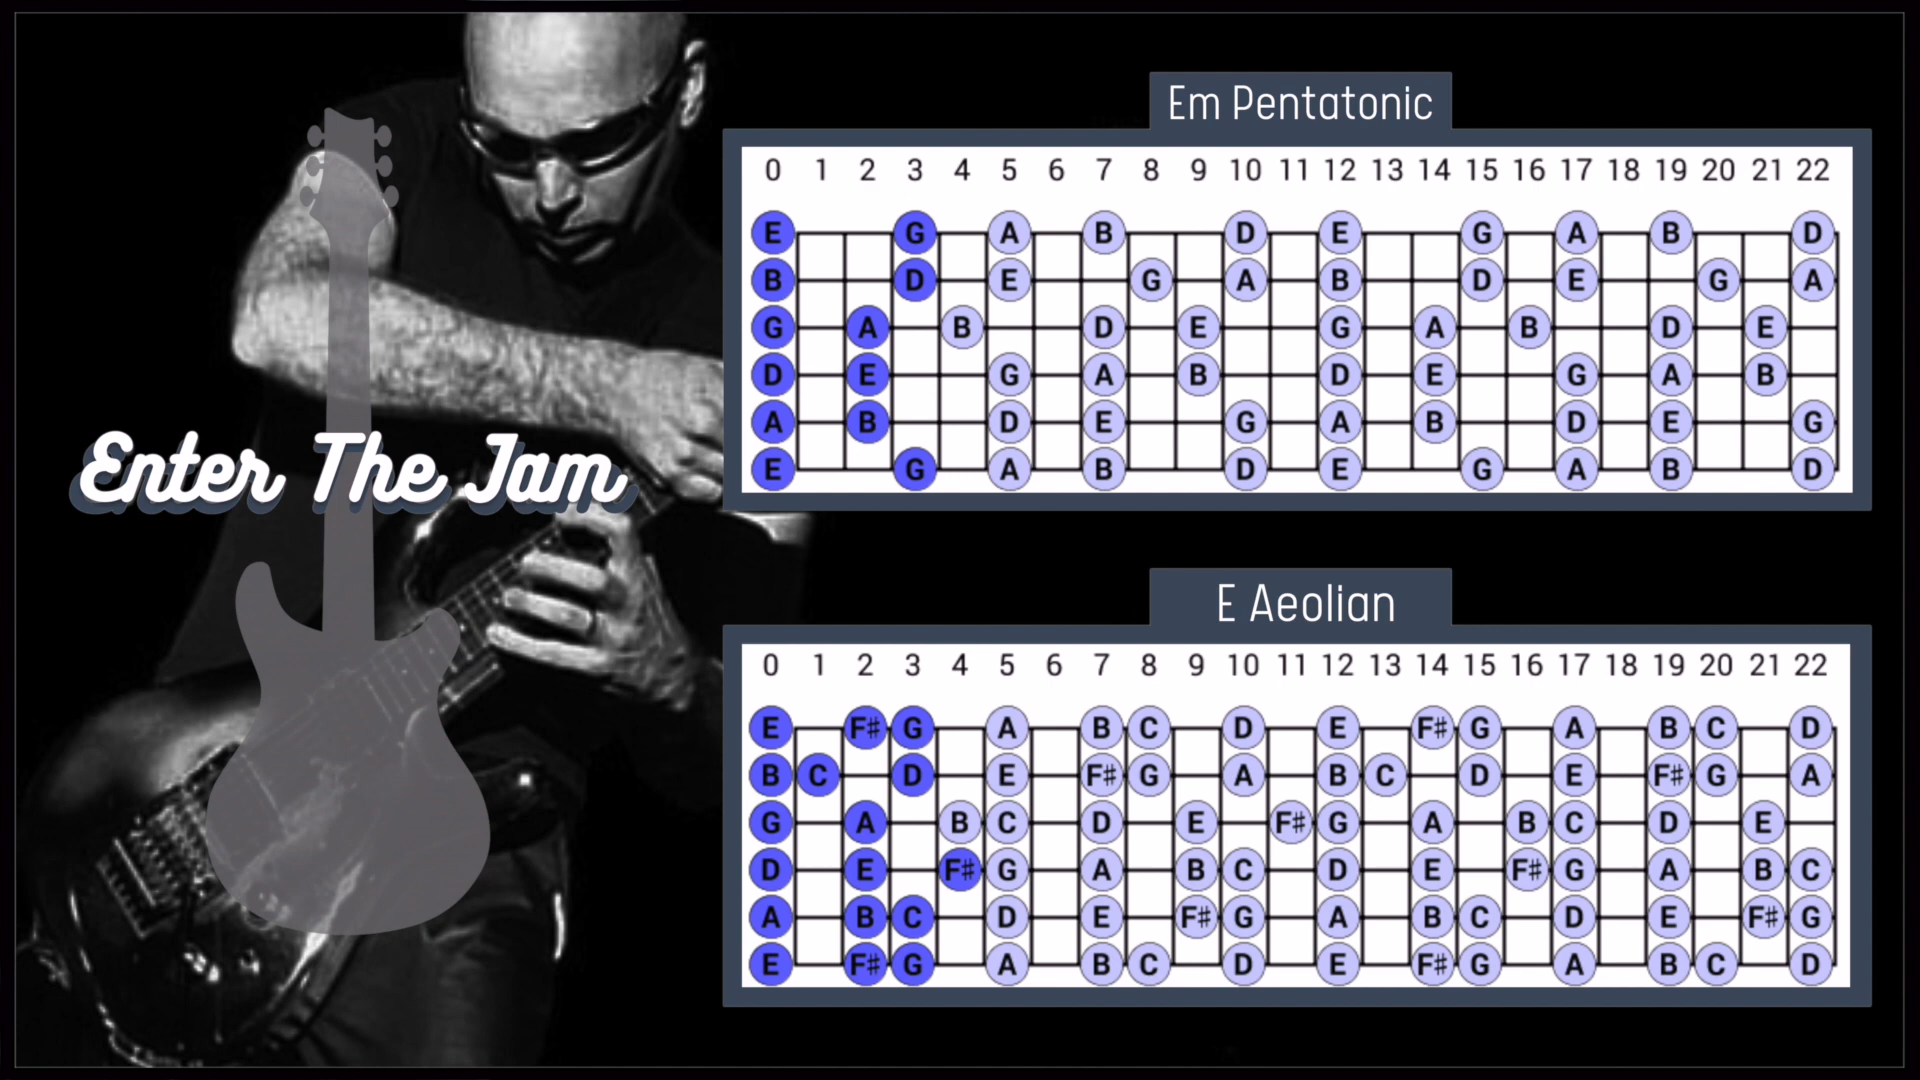 Enter The Jam
Em Pentatonic
0 1 2 3 4 5 6 7 8 9 10 11 12 13 14 15 16 17 18 19 20 21 22
E G A B D E G A B D
B D E G A B D E G A
G A B D E G A B D E
D E G A B D E G A B
A B D E G A B D E G
E G A B D E G A B D
E Aeolian
0 1 2 3 4 5 6 7 8 9 10 11 12 13 14 15 16 17 18 19 20 21 22
E F♯ G A B C D E F♯ G A B C D
B C D E F♯ G A B C D E F♯ G A
G A B C D E F♯ G A B C D E
D E F♯ G A B C D E F♯ G A B C
A B C D E F♯ G A B C D E F♯ G
E F♯ G A B C D E F♯ G A B C D